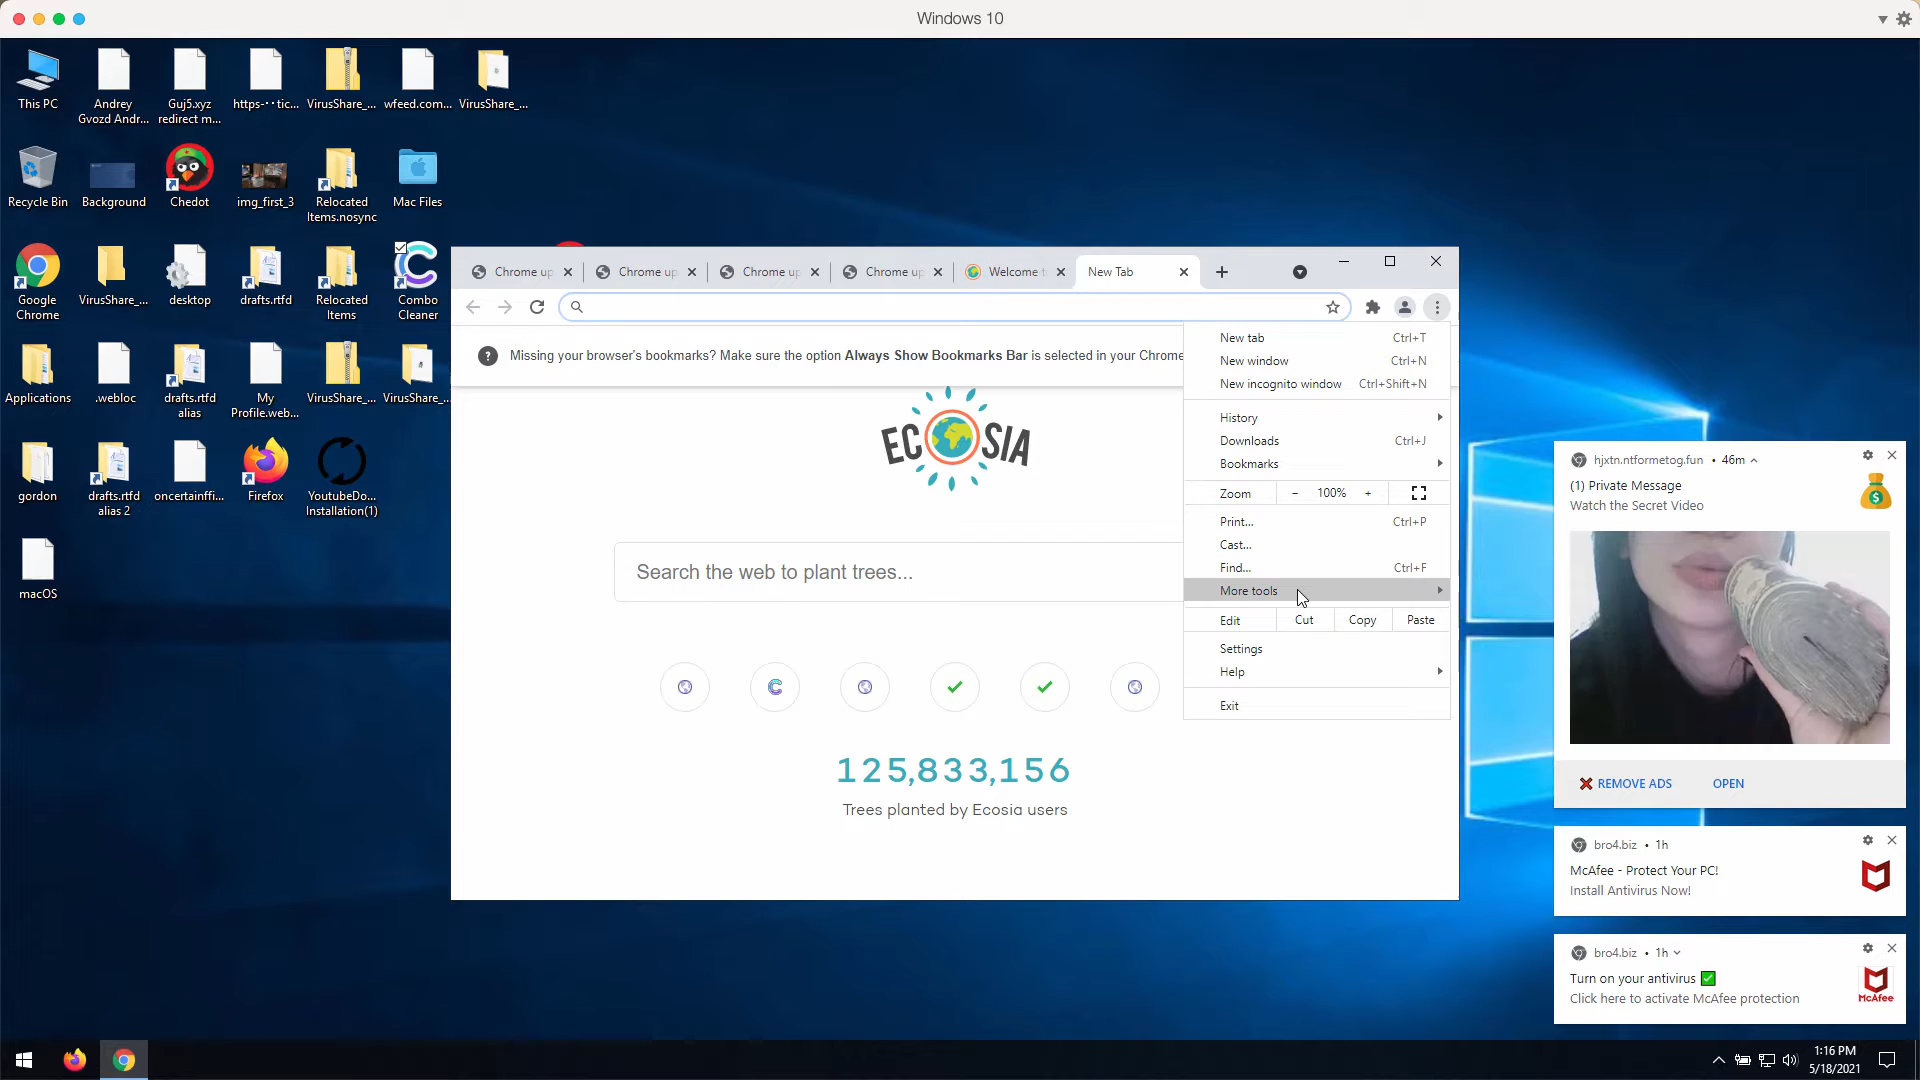 Windows 10
This PC
Andrey
Gvozd Andr...
Guj5.xyz
redirect m...
https-··tic...
VirusShare_...
wfeed.com...
VirusShare_...
Recycle Bin
Background
Chedot
img_first_3
Relocated
Items.nosync
Mac Files
Google
Chrome
VirusShare_...
desktop
drafts.rtfd
Relocated
Items
Combo
Cleaner
Applications
.webloc
drafts.rtfd
alias
My
Profile.web...
VirusShare_...
VirusShare_...
gordon
drafts.rtfd
alias 2
oncertainffi...
Firefox
YoutubeDo...
Installation(1)
macOS
Chrome up
Chrome up
Chrome up
Chrome up
Welcome t
New Tab
Missing your browser's bookmarks? Make sure the option Always Show Bookmarks Bar is selected in your Chrome
ECOSIA
Search the web to plant trees...
125,833,156
Trees planted by Ecosia users
New tab Ctrl+T
New window Ctrl+N
New incognito window Ctrl+Shift+N
History
Downloads Ctrl+J
Bookmarks
Zoom - 100% +
Print... Ctrl+P
Cast...
Find... Ctrl+F
More tools
Edit Cut Copy Paste
Settings
Help
Exit
hjxtn.ntformetog.fun • 46m
(1) Private Message
Watch the Secret Video
REMOVE ADS OPEN
bro4.biz • 1h
McAfee - Protect Your PC!
Install Antivirus Now!
bro4.biz • 1h
Turn on your antivirus ✅
Click here to activate McAfee protection
McAfee
1:16 PM
5/18/2021